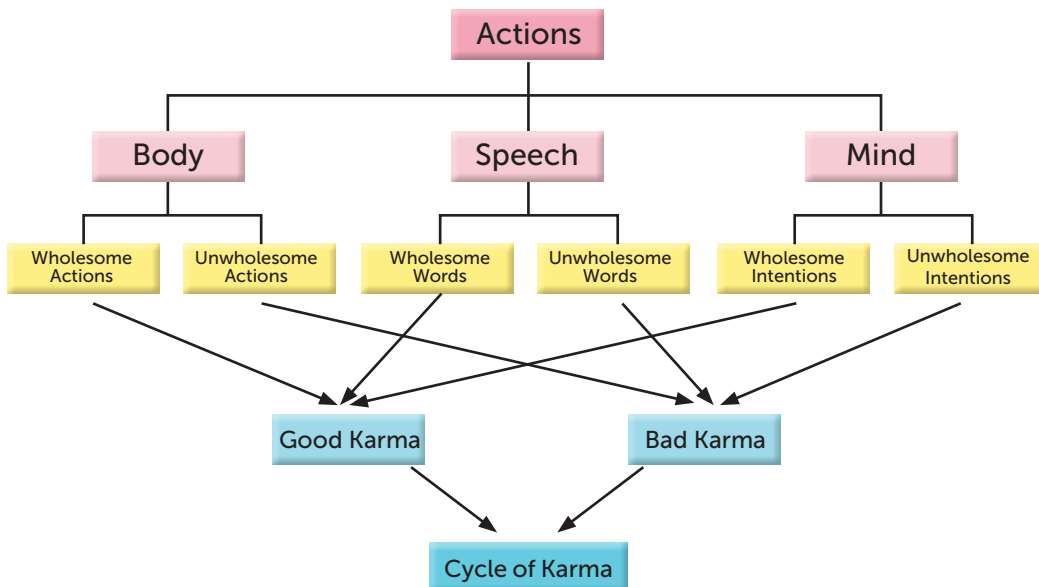 Actions
Body
Speech
Mind
Wholesome
Actions
Unwholesome
Actions
Wholesome
Words
Unwholesome
Words
Wholesome
Intentions
Unwholesome
Intentions
Good Karma
Bad Karma
Cycle of Karma